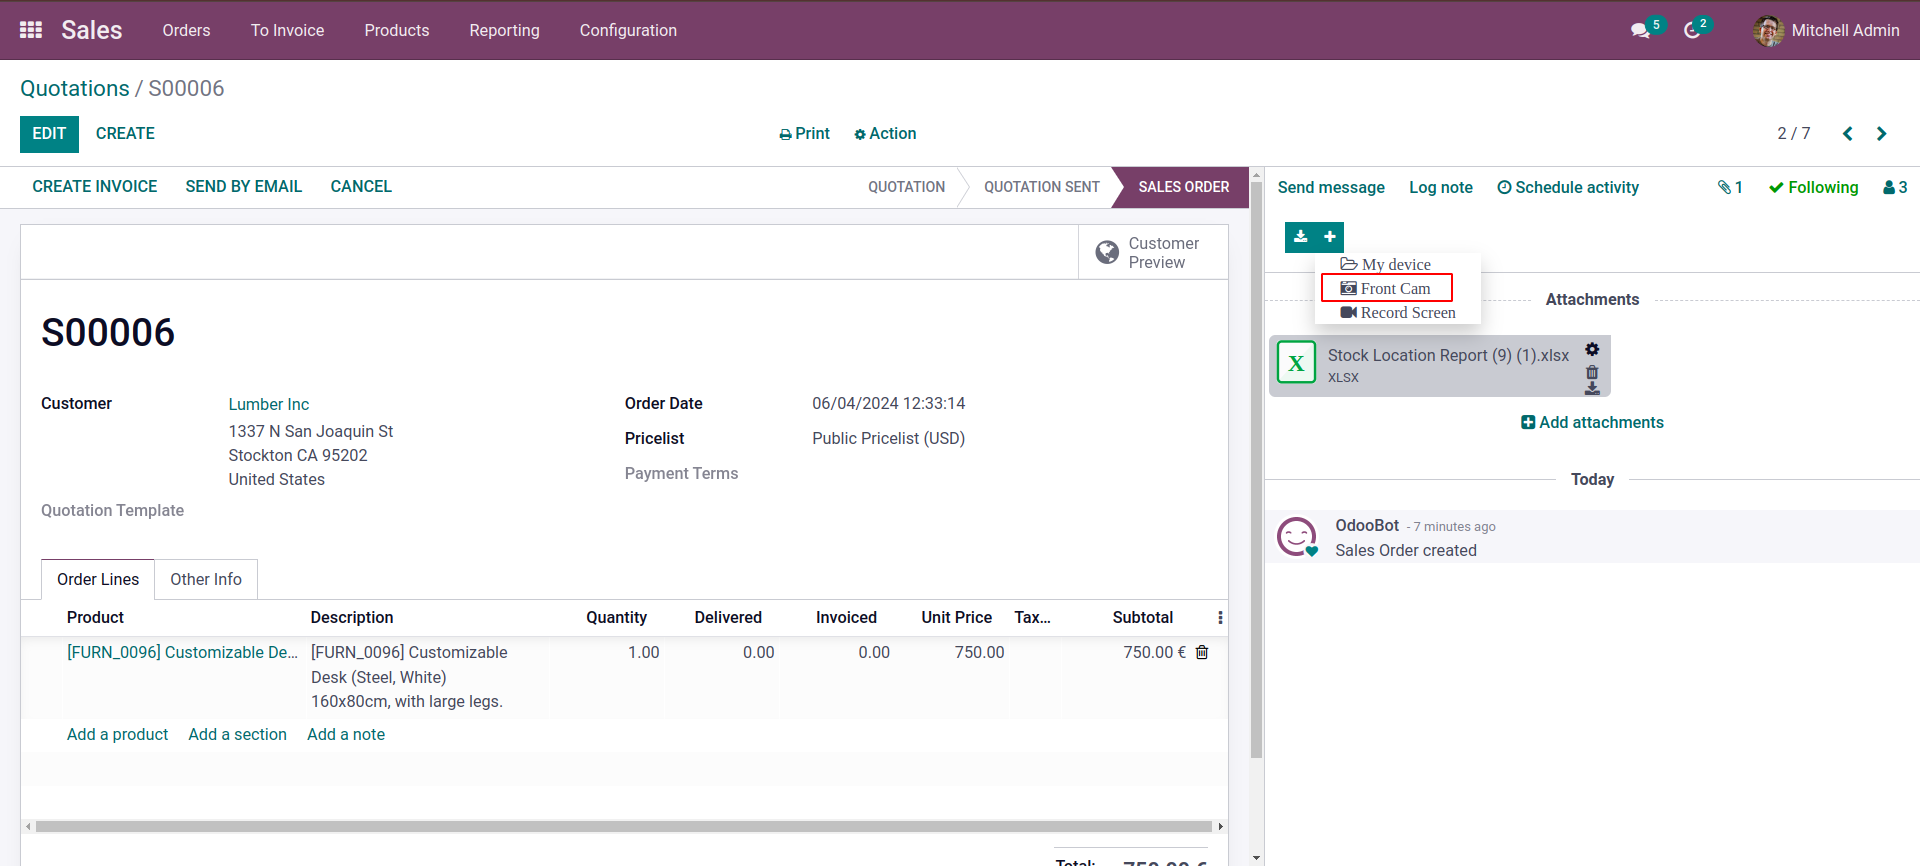 Sales Orders To Invoice Products Reporting Configuration 5 2 Mitchell Admin
Quotations / S00006
EDIT CREATE Print Action 2 / 7
CREATE INVOICE SEND BY EMAIL CANCEL QUOTATION QUOTATION SENT SALES ORDER
Customer
Preview
S00006
Customer Lumber Inc
1337 N San Joaquin St
Stockton CA 95202
United States
Quotation Template
Order Date 06/04/2024 12:33:14
Pricelist Public Pricelist (USD)
Payment Terms
Order Lines Other Info
Product Description Quantity Delivered Invoiced Unit Price Tax... Subtotal
[FURN_0096] Customizable De... [FURN_0096] Customizable 1.00 0.00 0.00 750.00 750.00 €
Desk (Steel, White)
160x80cm, with large legs.
Add a product Add a section Add a note
Total: 750.00 €
Send message Log note Schedule activity 1 Following 3
My device
Front Cam
Record Screen
Attachments
X
Stock Location Report (9) (1).xlsx
XLSX
Add attachments
Today
OdooBot - 7 minutes ago
Sales Order created